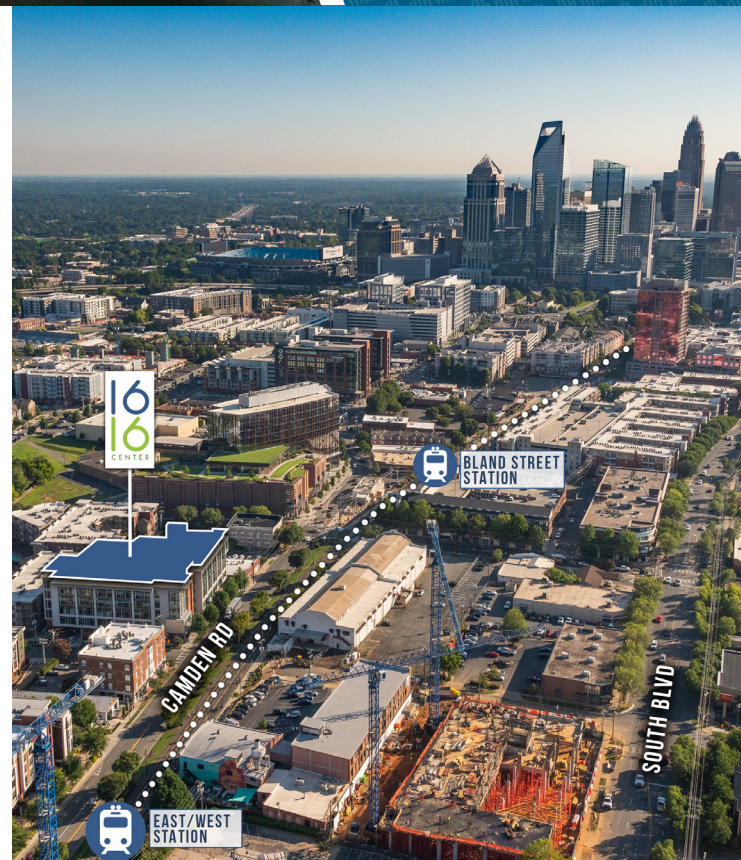 16
16
CENTER
BLAND STREET
STATION
CAMDEN RD
SOUTH BLVD
EAST/WEST
STATION